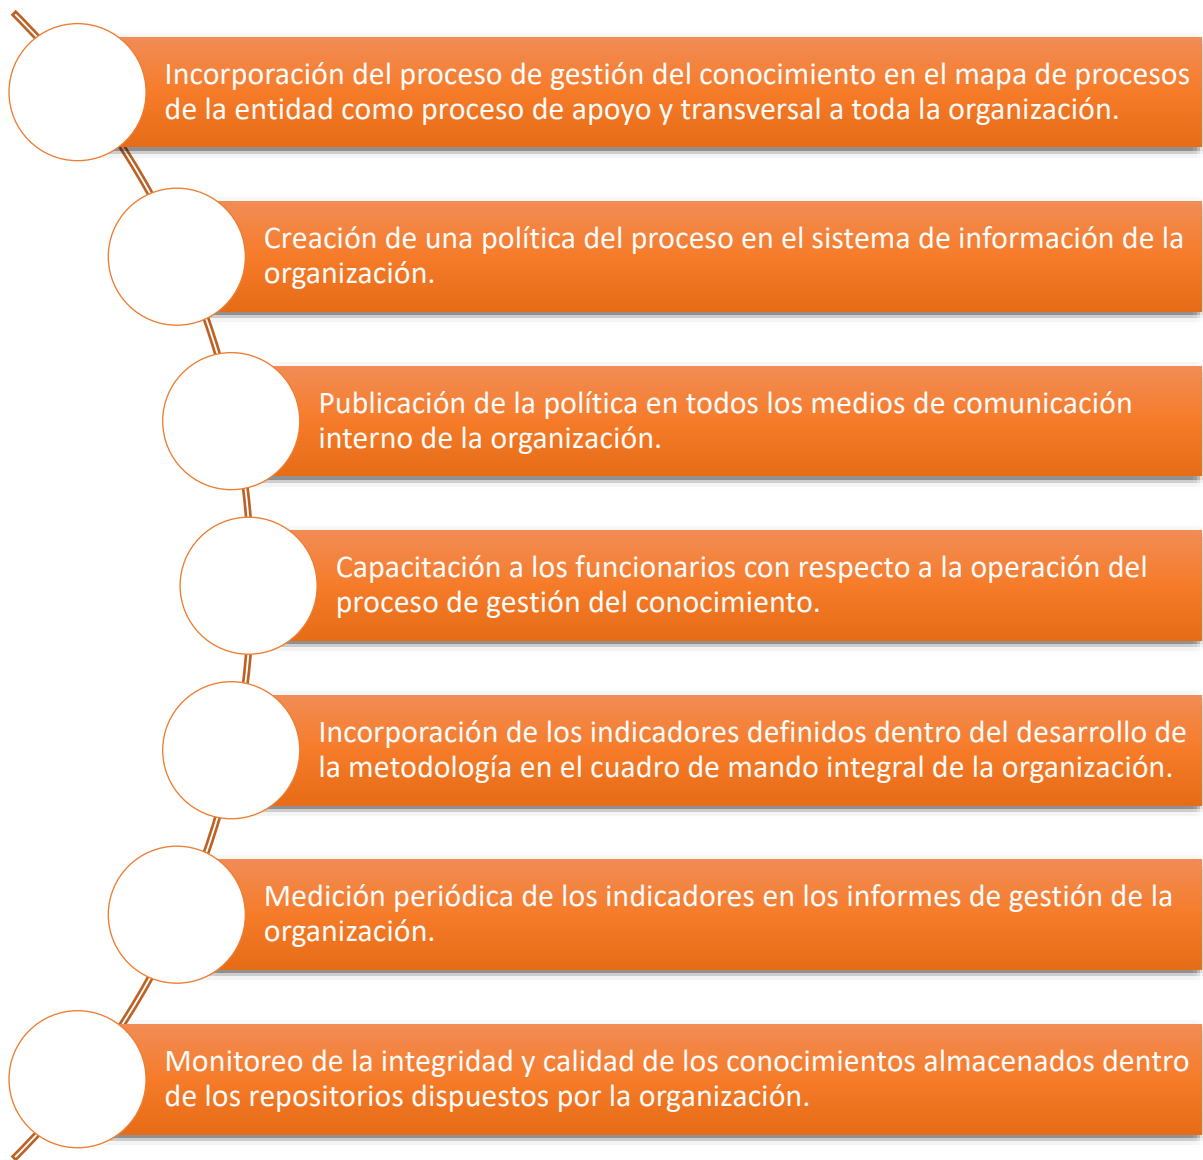 Incorporación del proceso de gestión del conocimiento en el mapa de procesos
de la entidad como proceso de apoyo y transversal a toda la organización.
Creación de una política del proceso en el sistema de información de la
organización.
Publicación de la política en todos los medios de comunicación
interno de la organización.
Capacitación a los funcionarios con respecto a la operación del
proceso de gestión del conocimiento.
Incorporación de los indicadores definidos dentro del desarrollo de
la metodología en el cuadro de mando integral de la organización.
Medición periódica de los indicadores en los informes de gestión de la
organización.
Monitoreo de la integridad y calidad de los conocimientos almacenados dentro
de los repositorios dispuestos por la organización.